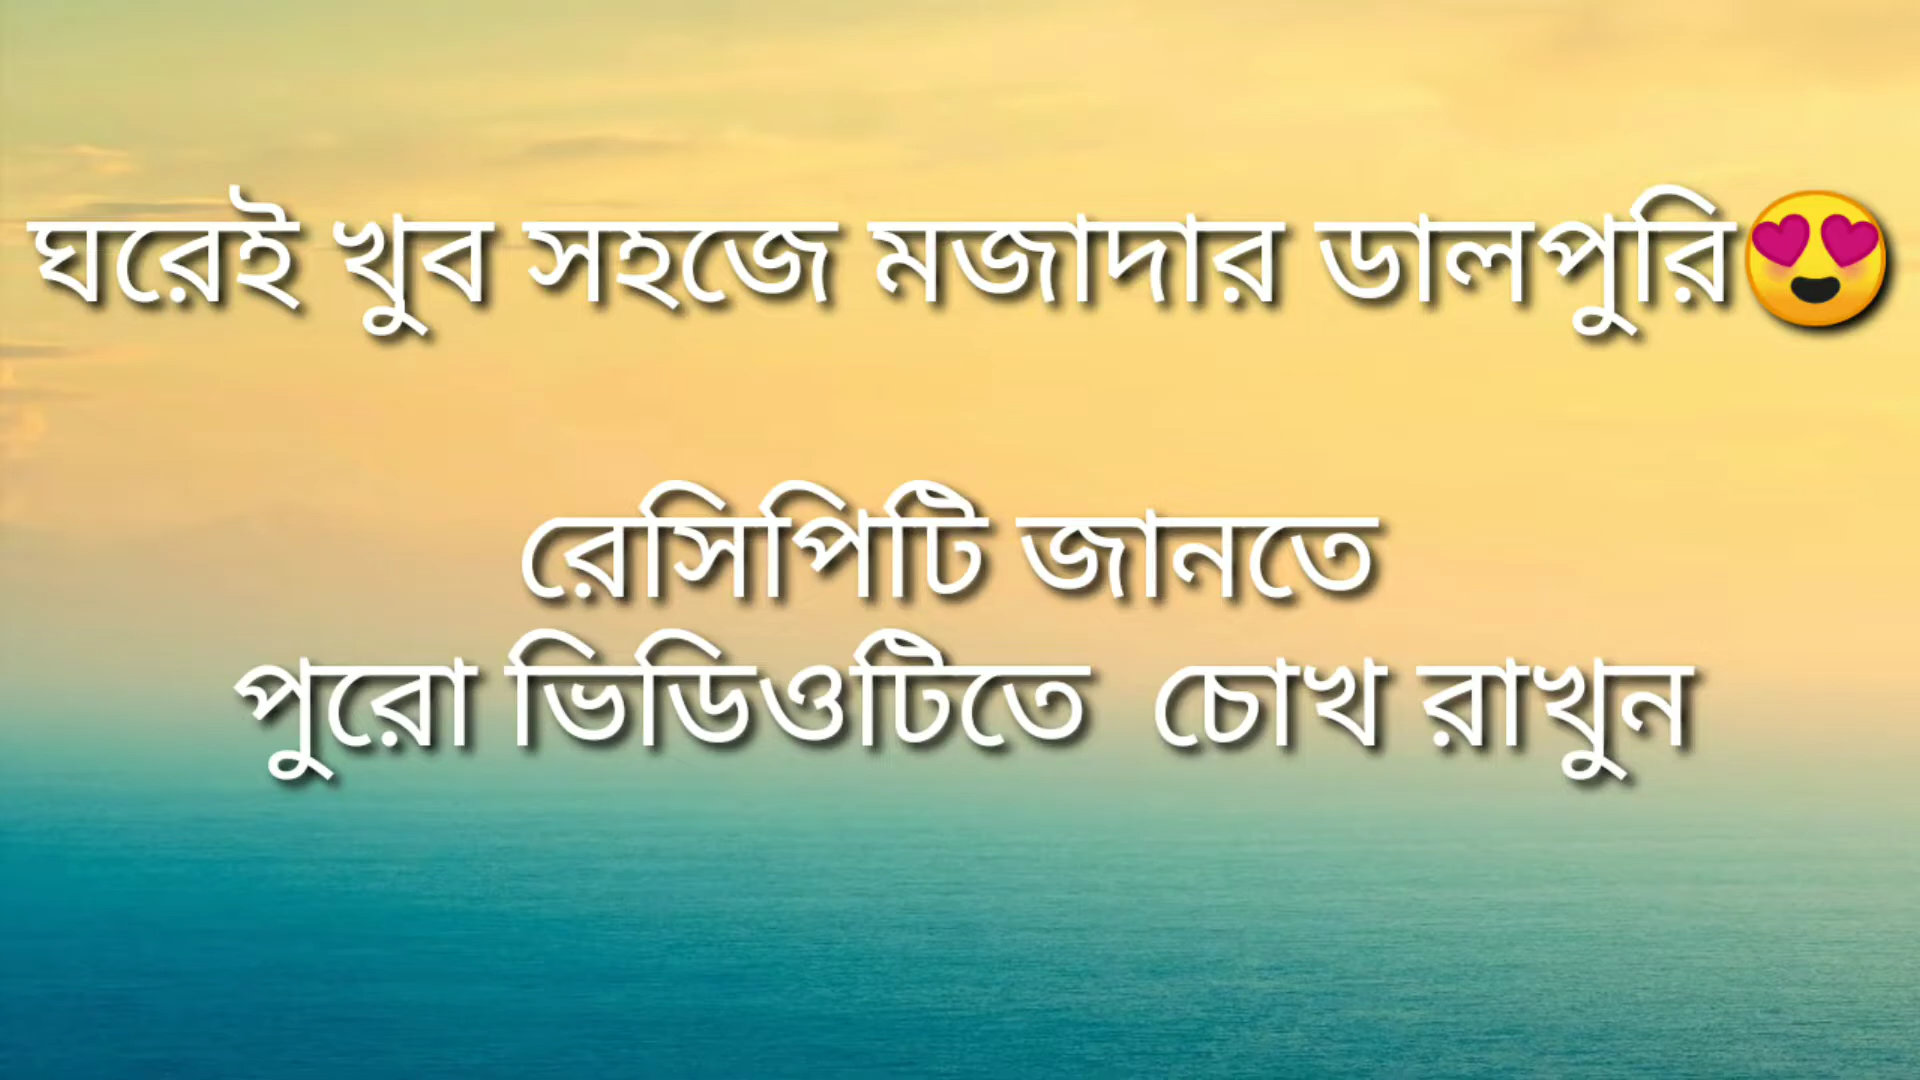 ঘরেই খুব সহজে মজাদার ডালপুরি😍
রেসিপিটি জানতে
পুরো ভিডিওটিতে চোখ রাখুন